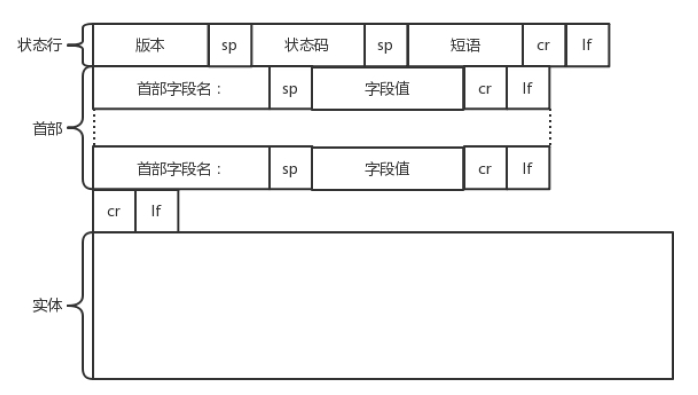 状态行 版本 sp 状态码 sp 短语 cr lf
首部字段名： sp 字段值 cr lf
首部
首部字段名： sp 字段值 cr lf
cr lf
实体